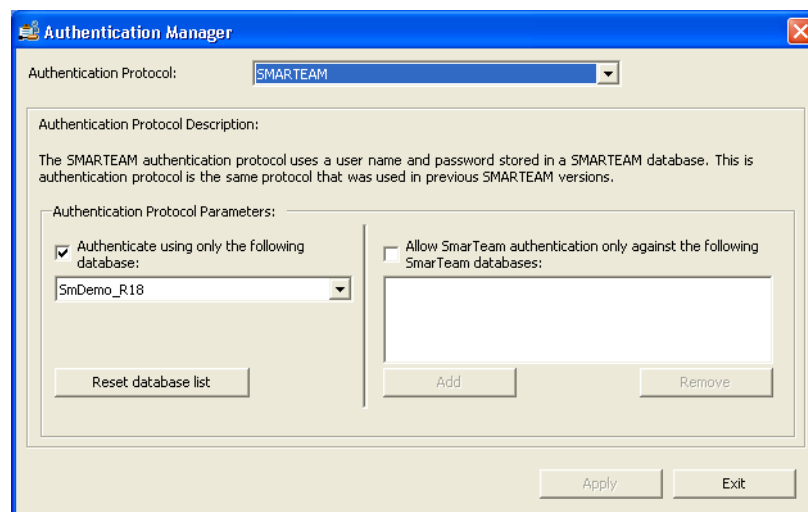 Authentication Manager
Authentication Protocol: SMARTEAM
Authentication Protocol Description:
The SMARTEAM authentication protocol uses a user name and password stored in a SMARTEAM database. This is
authentication protocol is the same protocol that was used in previous SMARTEAM versions.
Authentication Protocol Parameters:
Authenticate using only the following
database:
SmDemo_R18
Reset database list
Allow SmarTeam authentication only against the following
SmarTeam databases:
Add Remove
Apply Exit